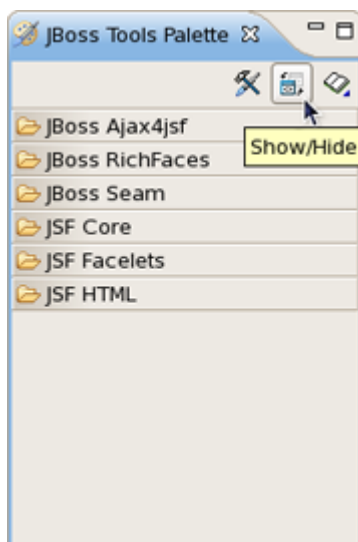 JBoss Tools Palette
Show/Hide
JBoss Ajax4jsf
JBoss RichFaces
JBoss Seam
JSF Core
JSF Facelets
JSF HTML